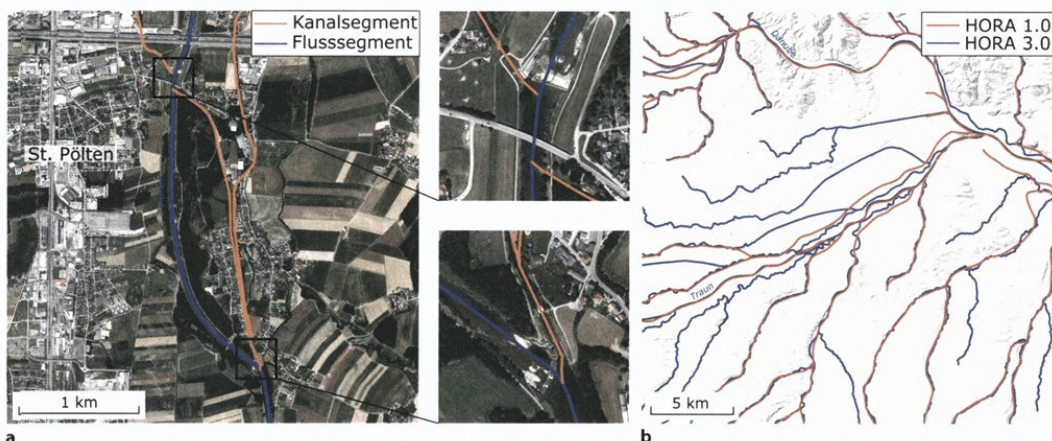 Kanalsegment
Flusssegment
St. Pölten
1 km
a
HORA 1.0
HORA 3.0
Danube
Traun
5 km
b